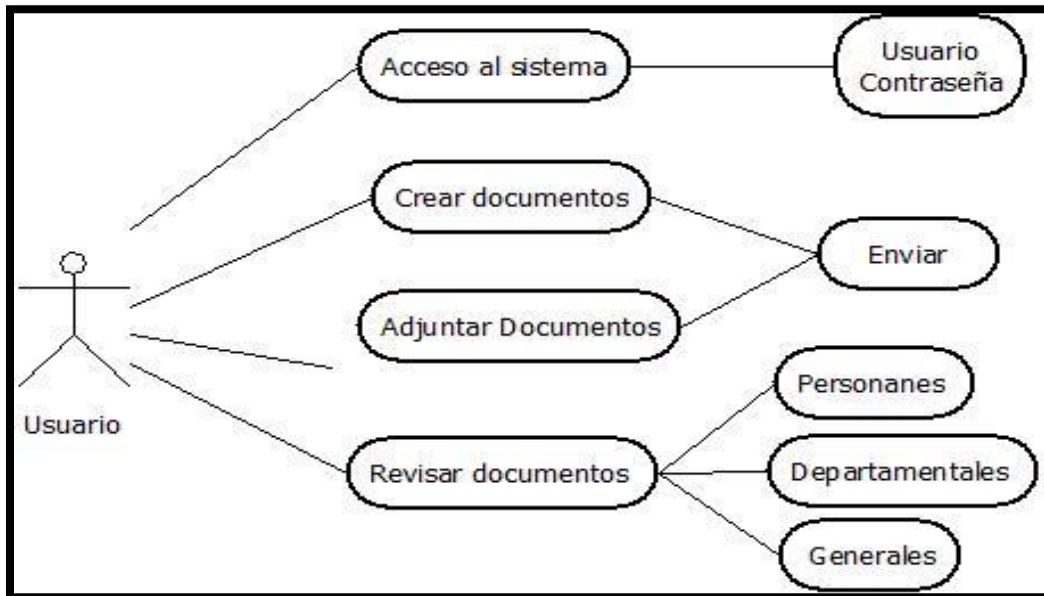 Acceso al sistema
Usuario
Contraseña
Crear documentos
Enviar
Adjuntar Documentos
Personanes
Usuario
Departamentales
Revisar documentos
Generales